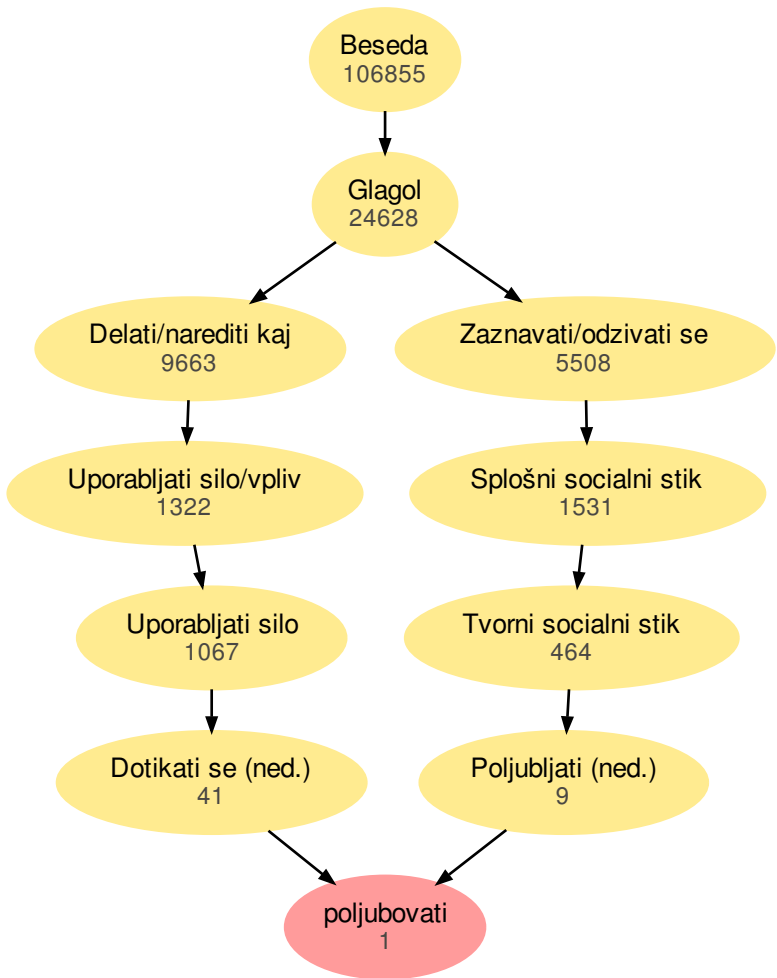 Beseda
106855
Glagol
24628
Delati/narediti kaj
9663
Zaznavati/odzivati se
5508
Uporabljati silo/vpliv
1322
Splošni socialni stik
1531
Uporabljati silo
1067
Tvorni socialni stik
464
Dotikati se (ned.)
41
Poljubljati (ned.)
9
poljubovati
1